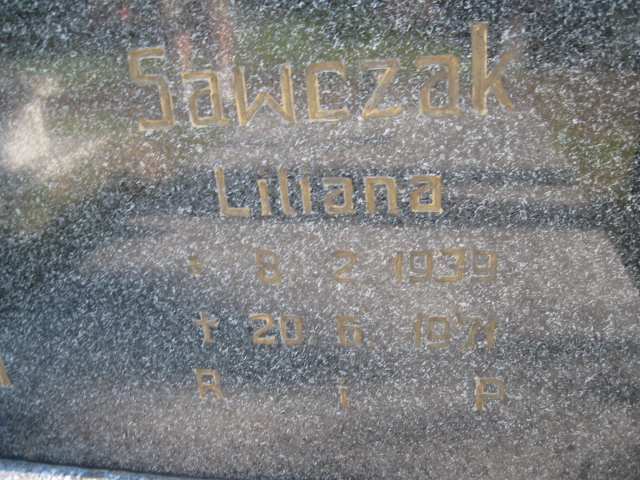 Sawczak
Liliana
* 8. 2. 1939
† 20. 6. 1971
R i P